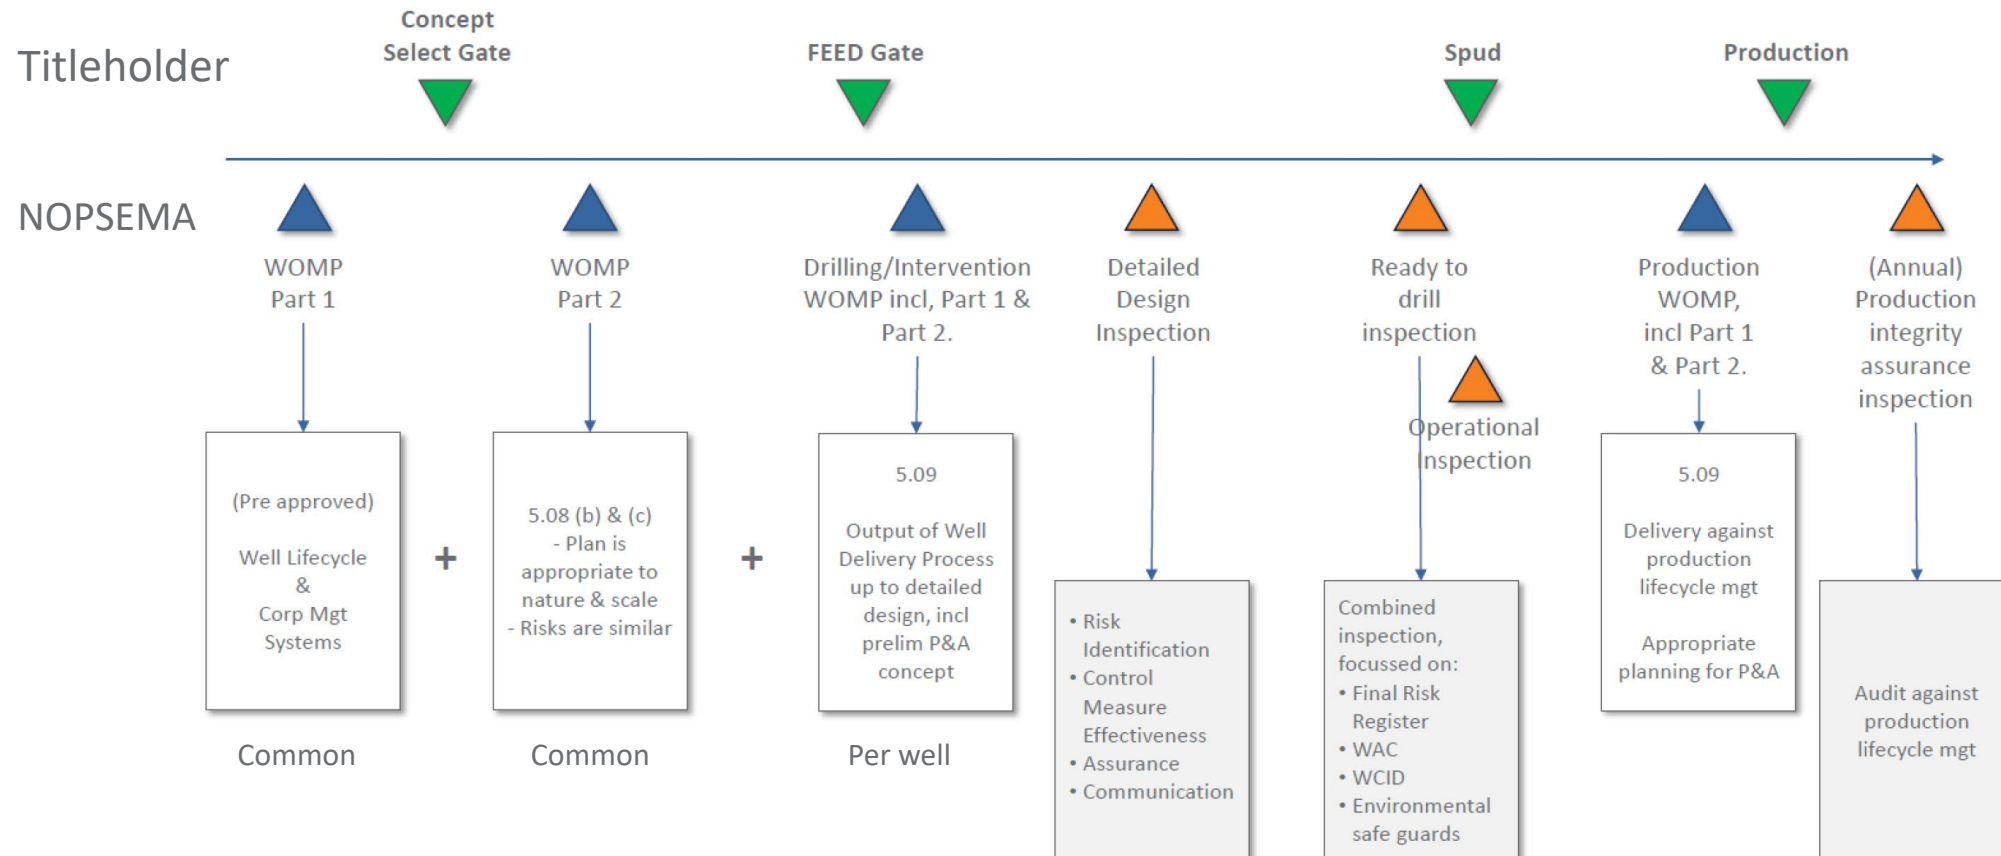 Titleholder
Concept
Select Gate
FEED Gate
Spud
Production
NOPSEMA
WOMP
Part 1
WOMP
Part 2
Drilling/Intervention
WOMP incl, Part 1 &
Part 2.
Detailed
Design
Inspection
Ready to
drill
inspection
Operational
Inspection
Production
WOMP,
incl Part 1
& Part 2.
(Annual)
Production
integrity
assurance
inspection
(Pre approved)
Well Lifecycle
&
Corp Mgt
Systems
+
5.08 (b) & (c)
- Plan is
appropriate to
nature & scale
- Risks are similar
+
5.09
Output of Well
Delivery Process
up to detailed
design, incl
prelim P&A
concept
• Risk
Identification
• Control
Measure
Effectiveness
• Assurance
• Communication
Combined
inspection,
focussed on:
• Final Risk
Register
• WAC
• WCID
• Environmental
safe guards
5.09
Delivery against
production
lifecycle mgt
Appropriate
planning for P&A
Audit against
production
lifecycle mgt
Common
Common
Per well